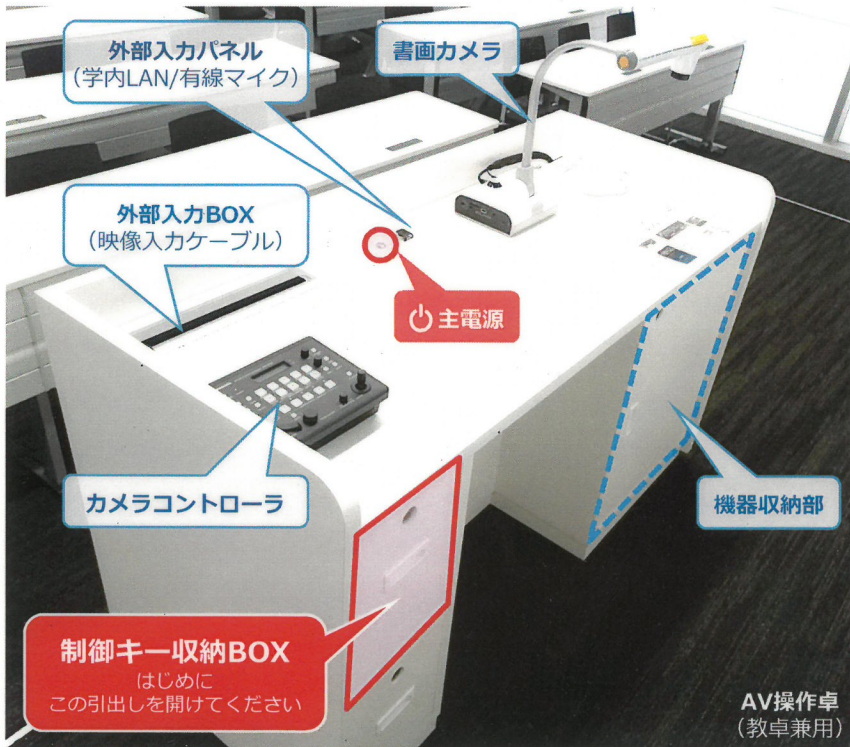 外部入力パネル
（学内LAN/有線マイク）
書画カメラ
外部入力BOX
（映像入力ケーブル）
主電源
カメラコントローラ
機器収納部
制御キー収納BOX
はじめに
この引出しを開けてください
AV操作卓
（教卓兼用）